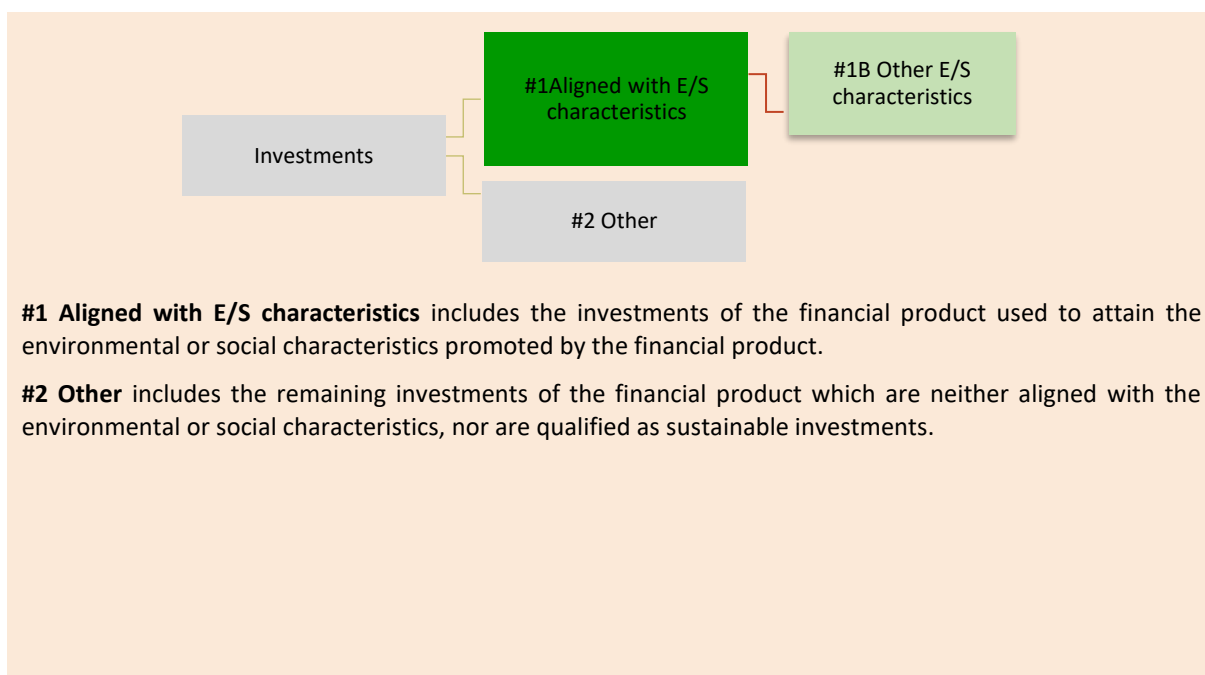 #1Aligned with E/S
characteristics
#1B Other E/S
characteristics
Investments
#2 Other
#1 Aligned with E/S characteristics includes the investments of the financial product used to attain the
environmental or social characteristics promoted by the financial product.
#2 Other includes the remaining investments of the financial product which are neither aligned with the
environmental or social characteristics, nor are qualified as sustainable investments.